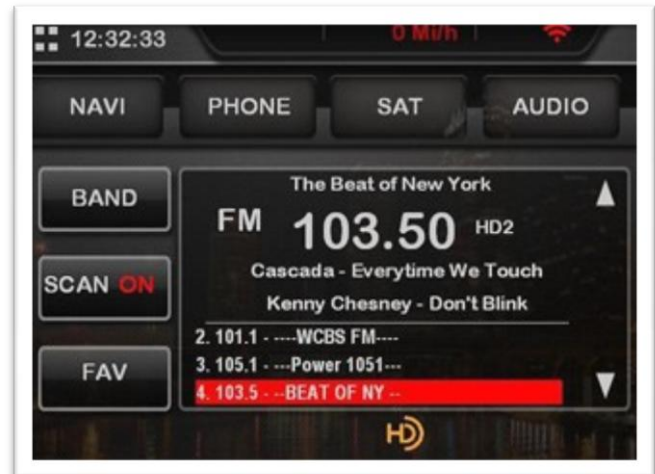 12:32:33
0 Mi/h
NAVI
PHONE
SAT
AUDIO
BAND
SCAN ON
FAV
The Beat of New York
FM 103.50 HD2
Cascada - Everytime We Touch
Kenny Chesney - Don't Blink
2. 101.1 - ----WCBS FM----
3. 105.1 - ---Power 1051---
4. 103.5 - --BEAT OF NY --
HD